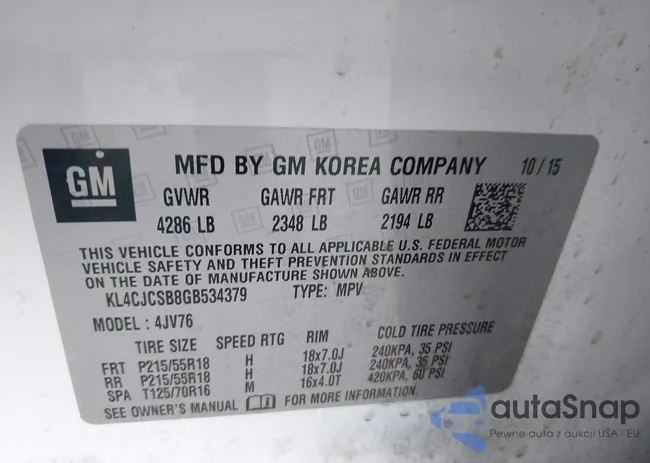 GM MFD BY GM KOREA COMPANY 10/15
GVWR GAWR FRT GAWR RR
4286 LB 2348 LB 2194 LB
THIS VEHICLE CONFORMS TO ALL APPLICABLE U.S. FEDERAL MOTOR
VEHICLE SAFETY AND THEFT PREVENTION STANDARDS IN EFFECT
ON THE DATE OF MANUFACTURE SHOWN ABOVE.
KL4CJCSB8GB534379 TYPE: MPV
MODEL: 4JV76
TIRE SIZE SPEED RTG RIM COLD TIRE PRESSURE
FRT P215/55R18 H 18x7.0J 240KPA, 35 PSI
RR P215/55R18 H 18x7.0J 240KPA, 35 PSI
SPA T125/70R16 M 16x4.0T 420KPA, 60 PSI
SEE OWNER'S MANUAL FOR MORE INFORMATION.
autaSnap
Pewne auta z aukcji USA i EU